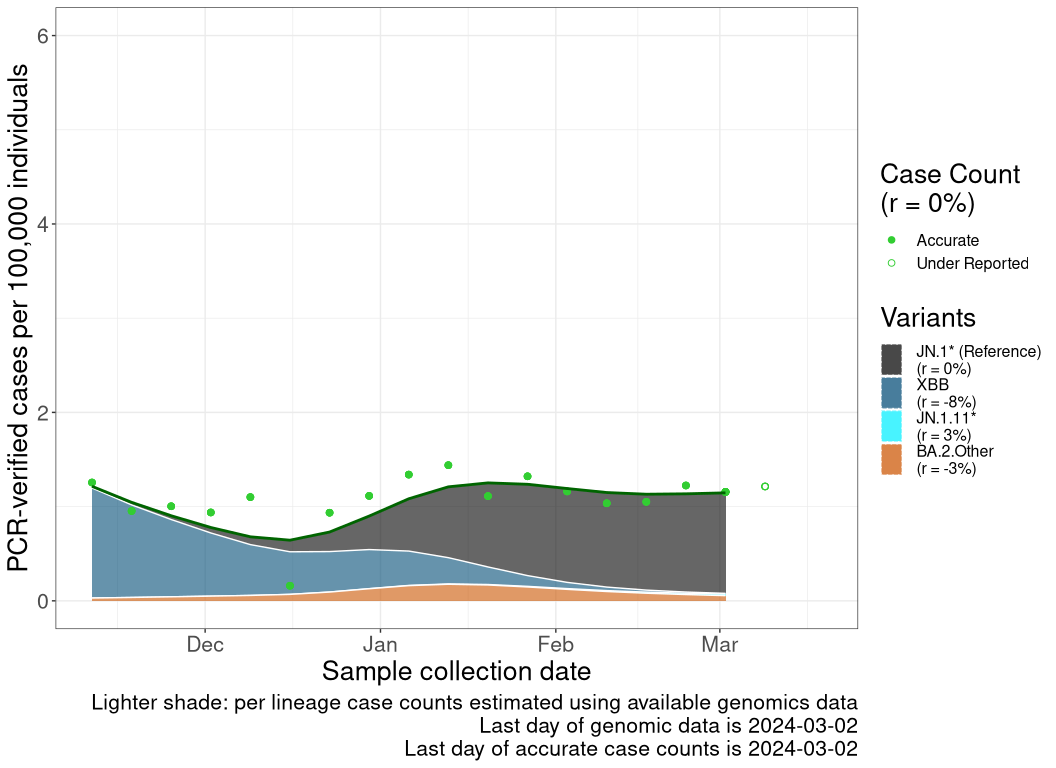 PCR-verified cases per 100,000 individuals
6
4
2
0
Dec Jan Feb Mar
Sample collection date
Lighter shade: per lineage case counts estimated using available genomics data
Last day of genomic data is 2024-03-02
Last day of accurate case counts is 2024-03-02
Case Count
(r = 0%)
Accurate
Under Reported
Variants
JN.1* (Reference)
(r = 0%)
XBB
(r = -8%)
JN.1.11*
(r = 3%)
BA.2.Other
(r = -3%)